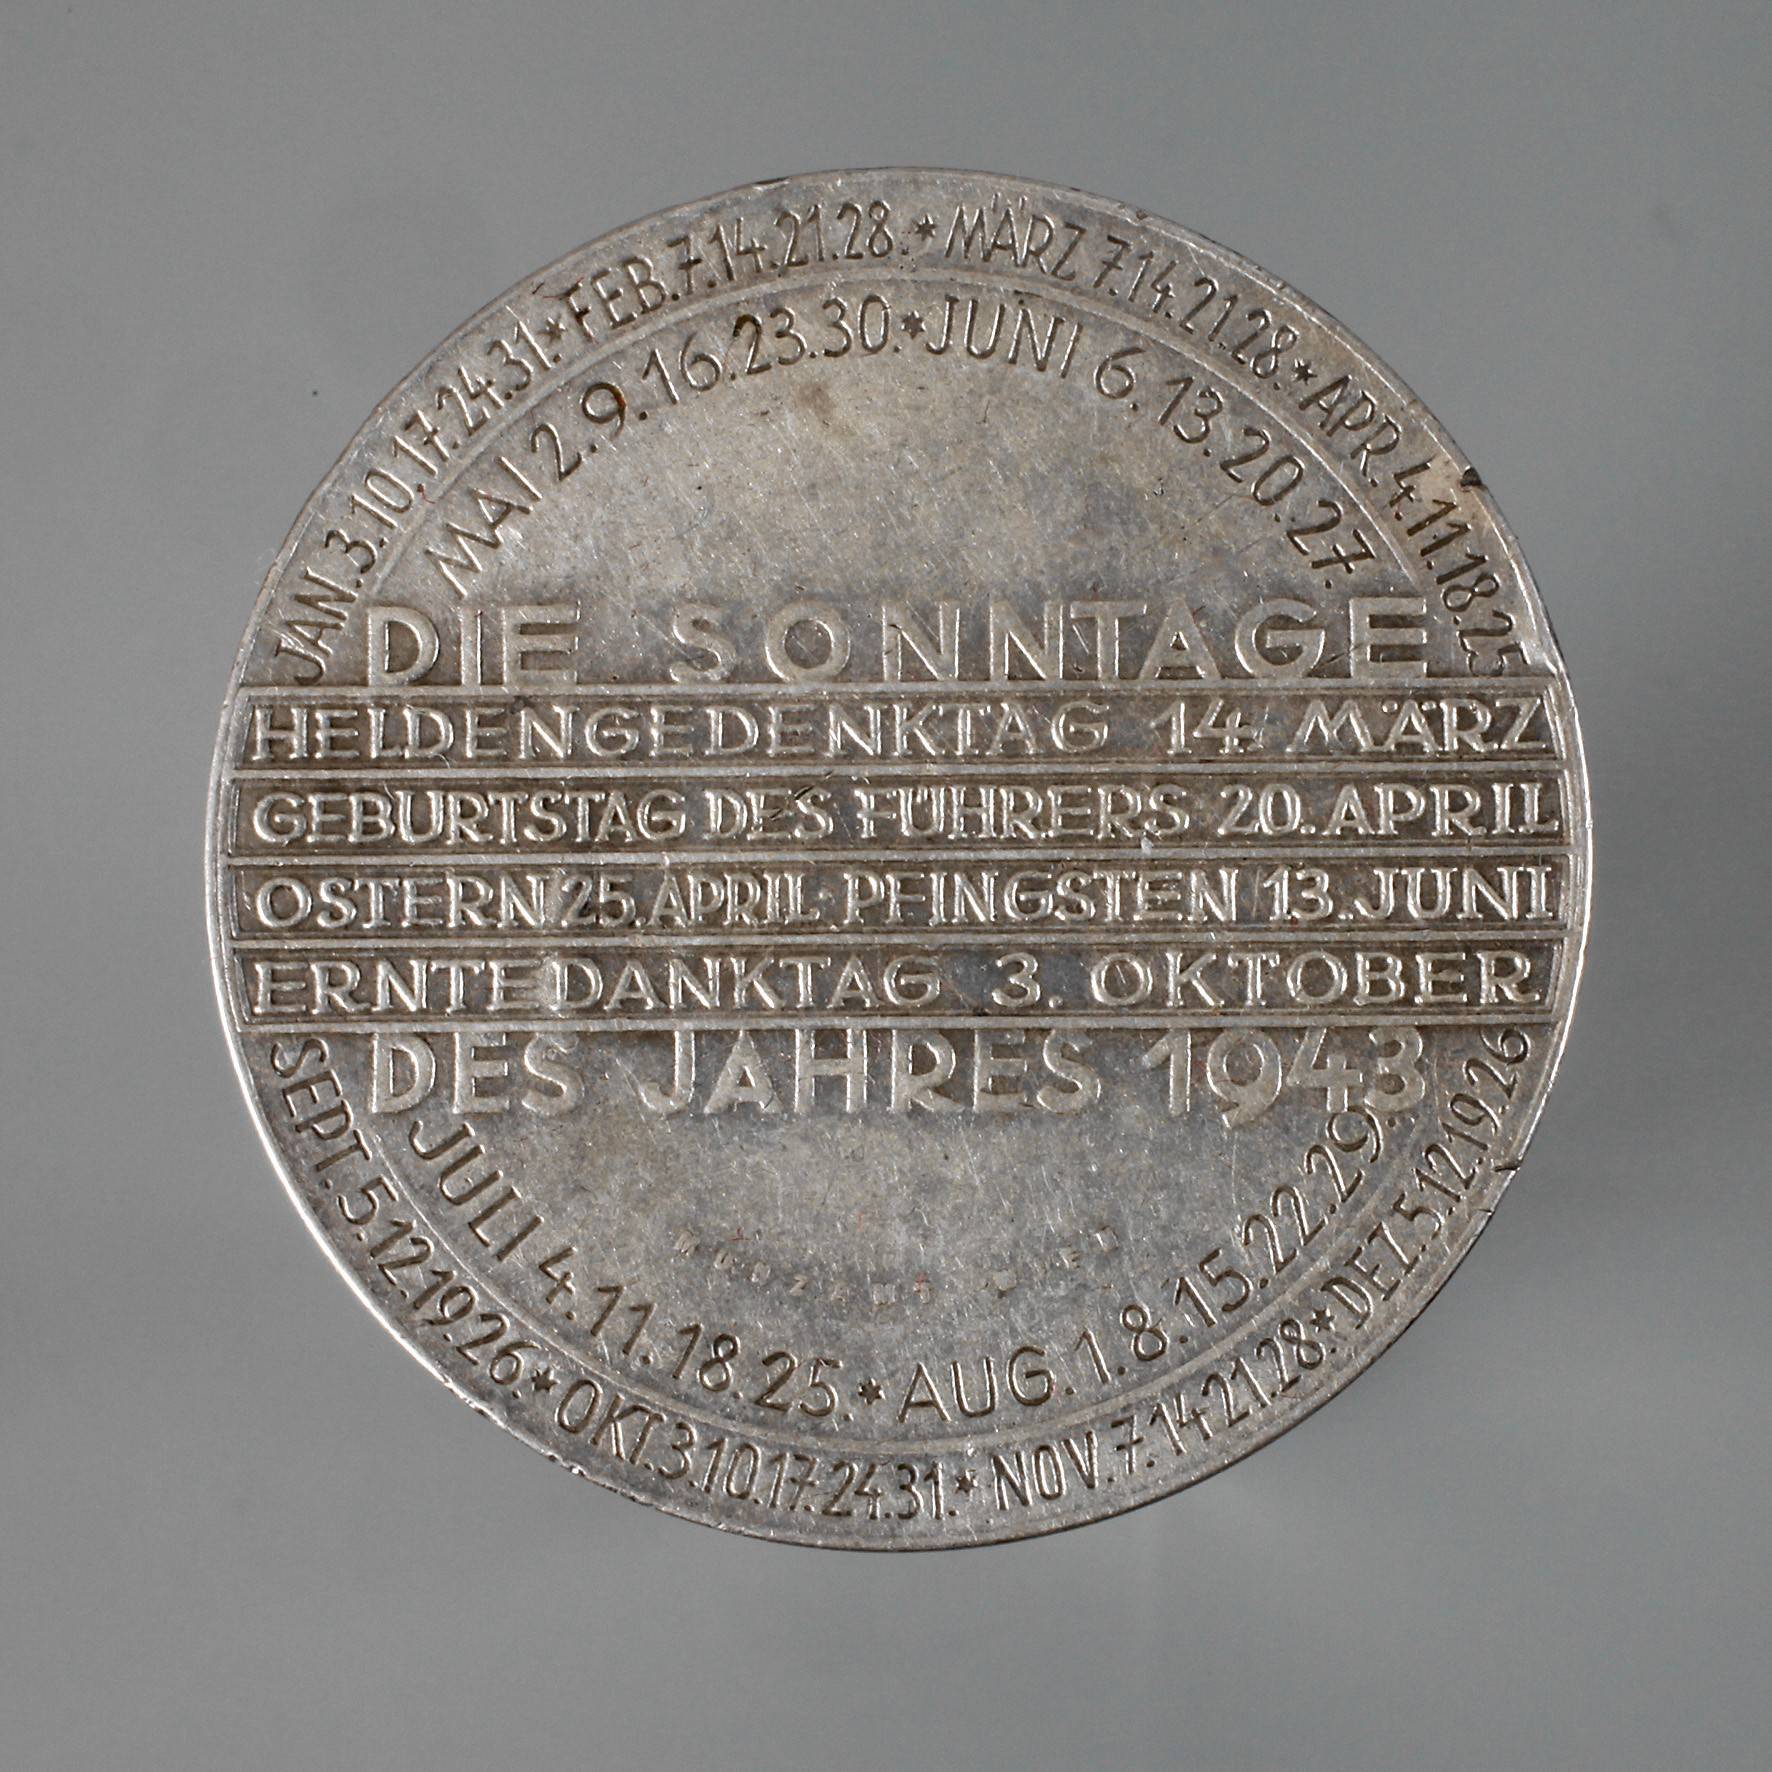 JAN.3.10.17.24.31.*FEB.7.14.21.28.*MÄRZ 7.14.21.28.*APR.4.11.18.25
MAI 2.9.16.23.30.*JUNI 6.13.20.27.
DIE SONNTAGE
HELDENGEDENKTAG 14. MÄRZ
GEBURTSTAG DES FÜHRERS 20. APRIL
OSTERN 25. APRIL PFINGSTEN 13. JUNI
ERNTEDANKTAG 3. OKTOBER
DES JAHRES 1943
MÜNZAMT WIEN
JULI 4.11.18.25.*AUG.1.8.15.22.29.
SEPT.5.12.19.26.*OKT.3.10.17.24.31.*NOV.7.14.21.28.*DEZ.5.12.19.26